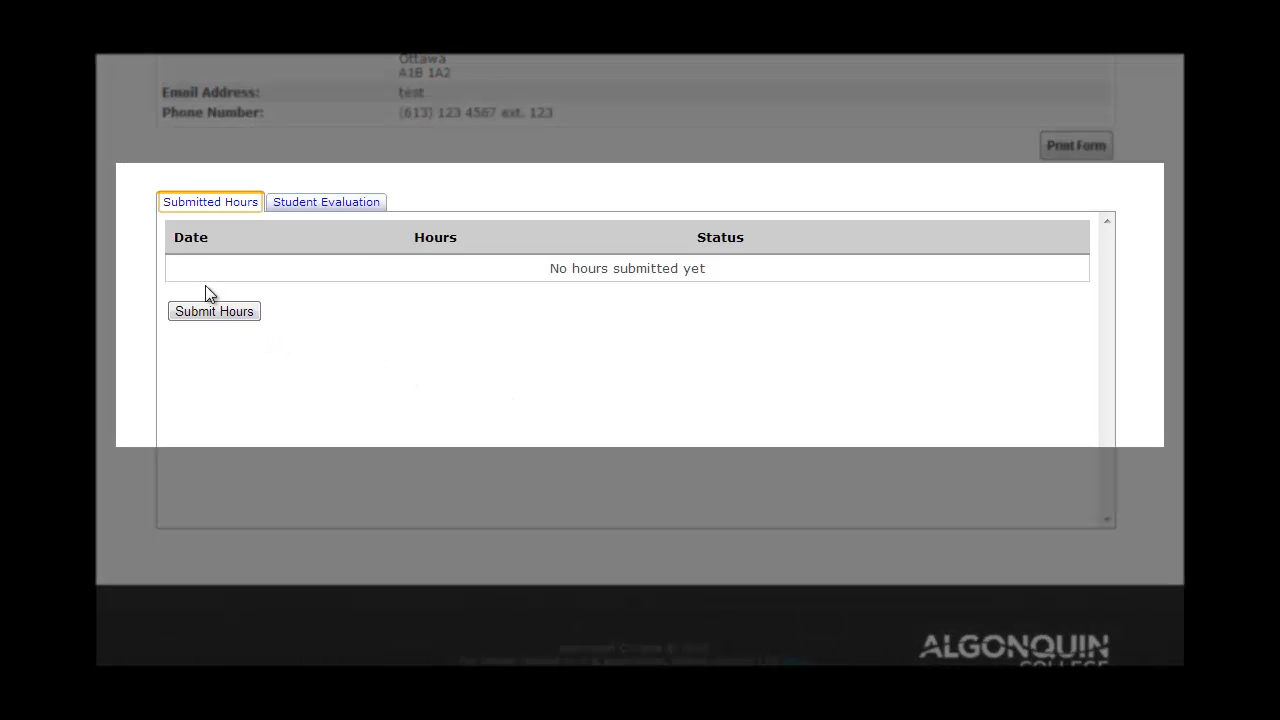 Ottawa
A1B 1A2
Email Address: test
Phone Number: (613) 123 4567 ext. 123
Print Form
Submitted Hours Student Evaluation
Date Hours Status
No hours submitted yet
Submit Hours
ALGONQUIN
COLLEGE